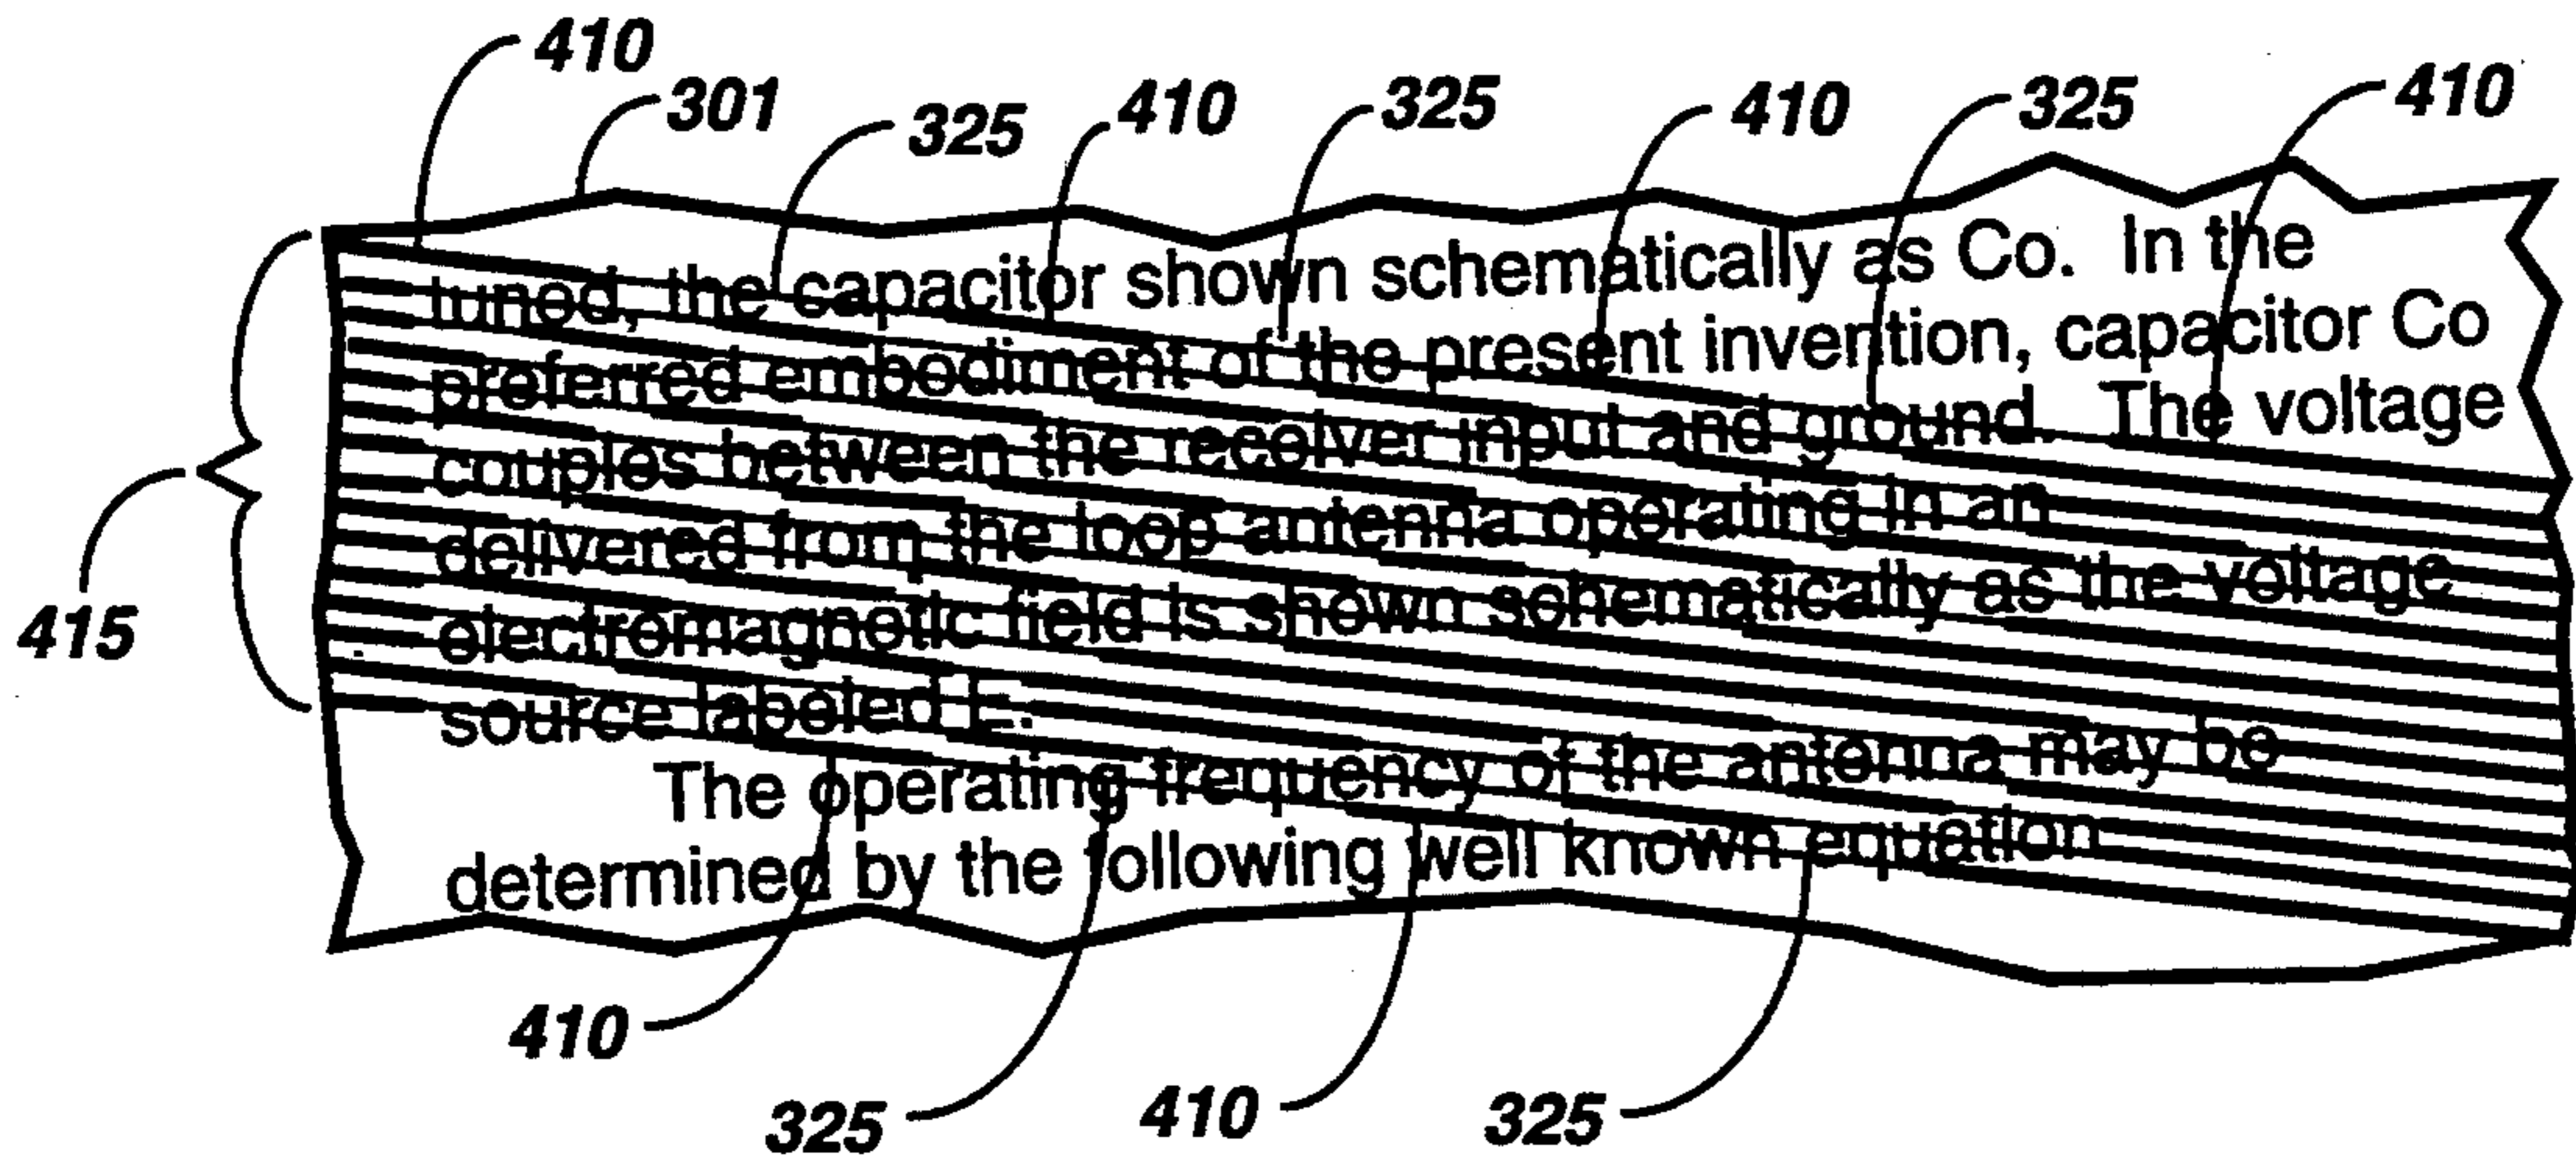 410
301
325
410
325
410
325
410
tuned, the capacitor shown schematically as Co. In the
preferred embodiment of the present invention, capacitor Co
couples between the receiver input and ground. The voltage
delivered from the loop antenna operating in an
electromagnetic field is shown schematically as the voltage
source labeled E.
The operating frequency of the antenna may be
determined by the following well known equation
415
410
325
410
325